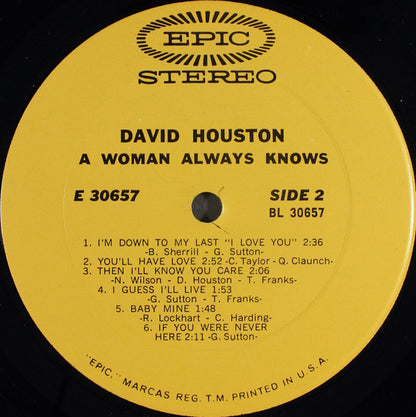 EPIC
STEREO
DAVID HOUSTON
A WOMAN ALWAYS KNOWS
E 30657 SIDE 2
BL 30657
1. I'M DOWN TO MY LAST "I LOVE YOU" 2:36
-B. Sherrill - G. Sutton-
2. YOU'LL HAVE LOVE 2:52 -C. Taylor - Q. Claunch-
3. THEN I'LL KNOW YOU CARE 2:06
-N. Wilson - D. Houston - T. Franks-
4. I GUESS I'LL LIVE 1:53
-G. Sutton - T. Franks-
5. BABY MINE 1:48
-R. Lockhart - C. Harding-
6. IF YOU WERE NEVER
HERE 2:11 -G. Sutton-
"EPIC," MARCAS REG. T.M. PRINTED IN U.S.A.